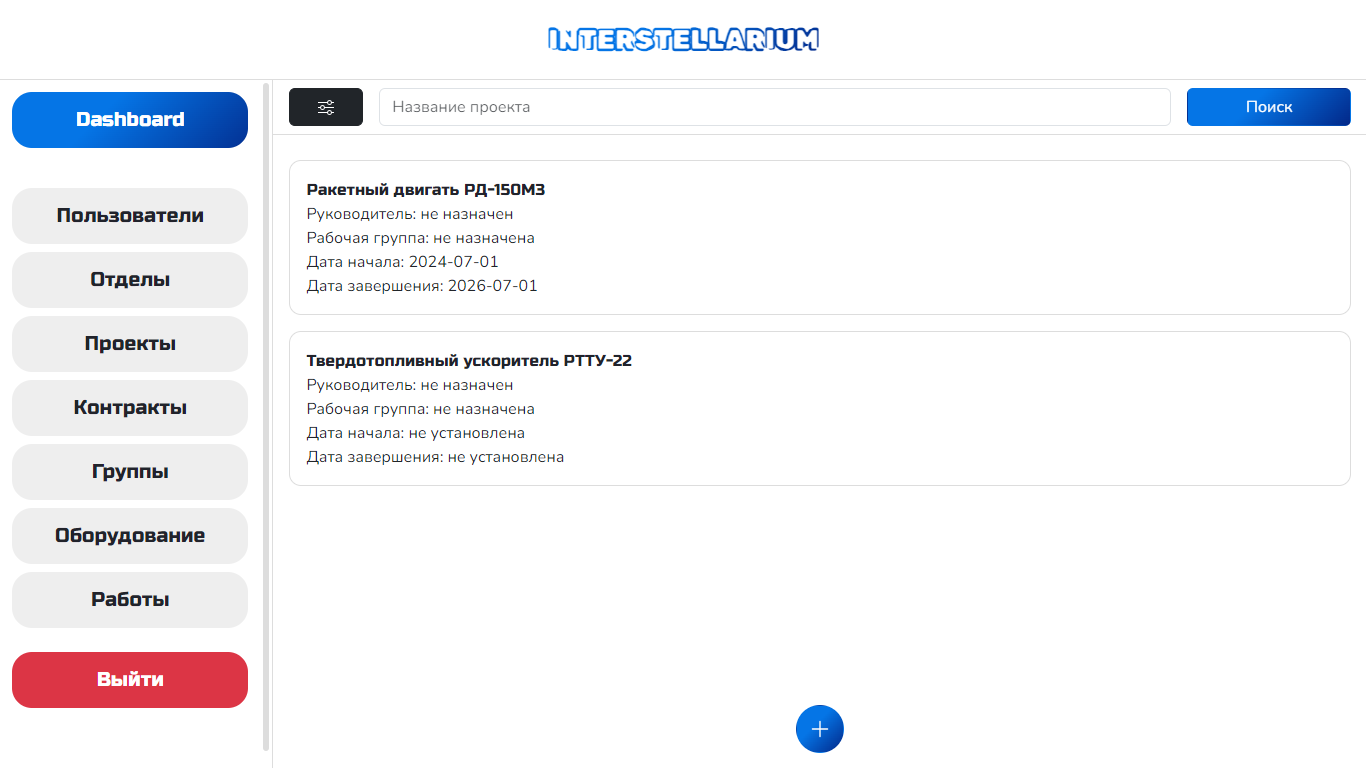 INTERSTELLARIUM
Dashboard
Пользователи
Отделы
Проекты
Контракты
Группы
Оборудование
Работы
Выйти
Название проекта
Поиск
Ракетный двигать РД-150М3
Руководитель: не назначен
Рабочая группа: не назначена
Дата начала: 2024-07-01
Дата завершения: 2026-07-01
Твердотопливный ускоритель РТТУ-22
Руководитель: не назначен
Рабочая группа: не назначена
Дата начала: не установлена
Дата завершения: не установлена